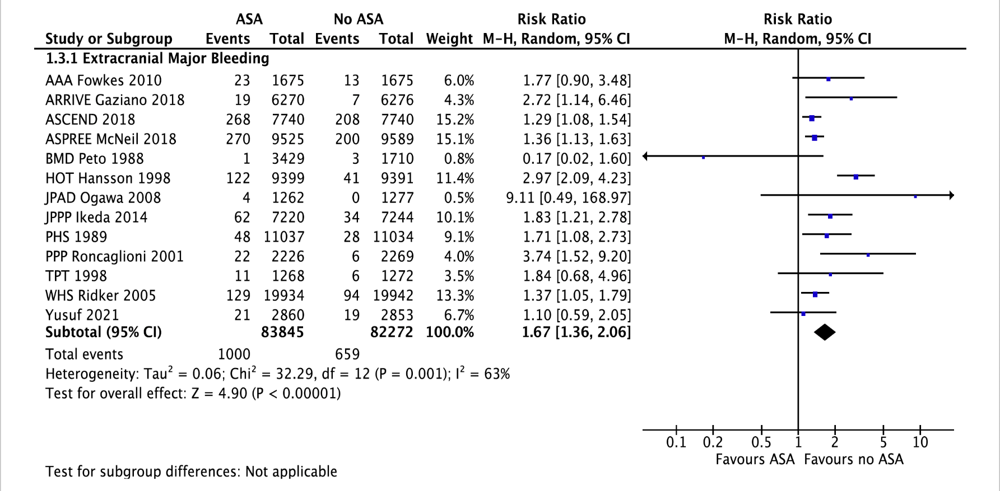 ASA No ASA Risk Ratio Risk Ratio
Study or Subgroup Events Total Events Total Weight M-H, Random, 95% CI M-H, Random, 95% CI
1.3.1 Extracranial Major Bleeding
AAA Fowkes 2010 23 1675 13 1675 6.0% 1.77 [0.90, 3.48]
ARRIVE Gaziano 2018 19 6270 7 6276 4.3% 2.72 [1.14, 6.46]
ASCEND 2018 268 7740 208 7740 15.2% 1.29 [1.08, 1.54]
ASPREE McNeil 2018 270 9525 200 9589 15.1% 1.36 [1.13, 1.63]
BMD Peto 1988 1 3429 3 1710 0.8% 0.17 [0.02, 1.60]
HOT Hansson 1998 122 9399 41 9391 11.4% 2.97 [2.09, 4.23]
JPAD Ogawa 2008 4 1262 0 1277 0.5% 9.11 [0.49, 168.97]
JPPP Ikeda 2014 62 7220 34 7244 10.1% 1.83 [1.21, 2.78]
PHS 1989 48 11037 28 11034 9.1% 1.71 [1.08, 2.73]
PPP Roncaglioni 2001 22 2226 6 2269 4.0% 3.74 [1.52, 9.20]
TPT 1998 11 1268 6 1272 3.5% 1.84 [0.68, 4.96]
WHS Ridker 2005 129 19934 94 19942 13.3% 1.37 [1.05, 1.79]
Yusuf 2021 21 2860 19 2853 6.7% 1.10 [0.59, 2.05]
Subtotal (95% CI) 83845 82272 100.0% 1.67 [1.36, 2.06]
Total events 1000 659
Heterogeneity: Tau² = 0.06; Chi² = 32.29, df = 12 (P = 0.001); I² = 63%
Test for overall effect: Z = 4.90 (P < 0.00001)
0.1 0.2 0.5 1 2 5 10
Favours ASA Favours no ASA
Test for subgroup differences: Not applicable